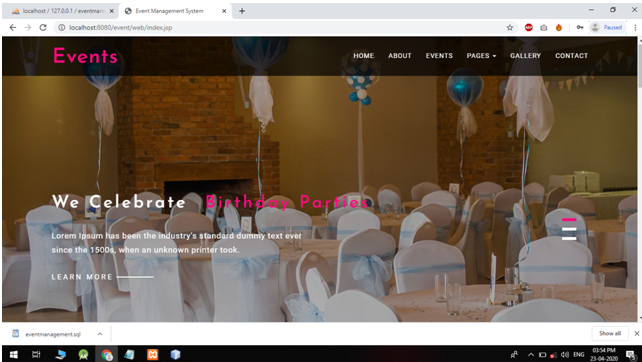 localhost / 127.0.0.1 / eventmana
Event Management System
localhost:8080/event/web/index.jsp
ABP
Paused
Events
HOME ABOUT EVENTS PAGES GALLERY CONTACT
We Celebrate Birthday Parties
Lorem Ipsum has been the industry's standard dummy text ever
since the 1500s, when an unknown printer took.
LEARN MORE
eventmanagement.sql
Show all
ENG
03:54 PM
23-04-2020